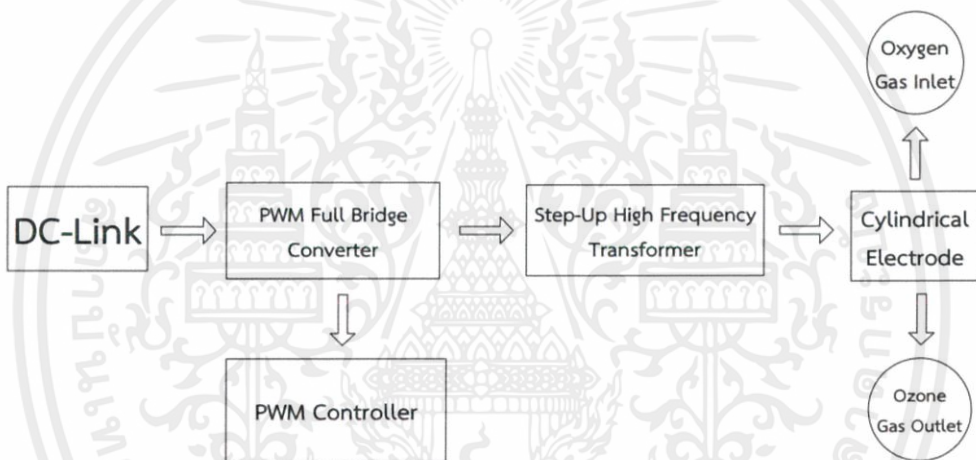 Oxygen
Gas Inlet
DC-Link
PWM Full Bridge
Converter
Step-Up High Frequency
Transformer
Cylindrical
Electrode
PWM Controller
Ozone
Gas Outlet